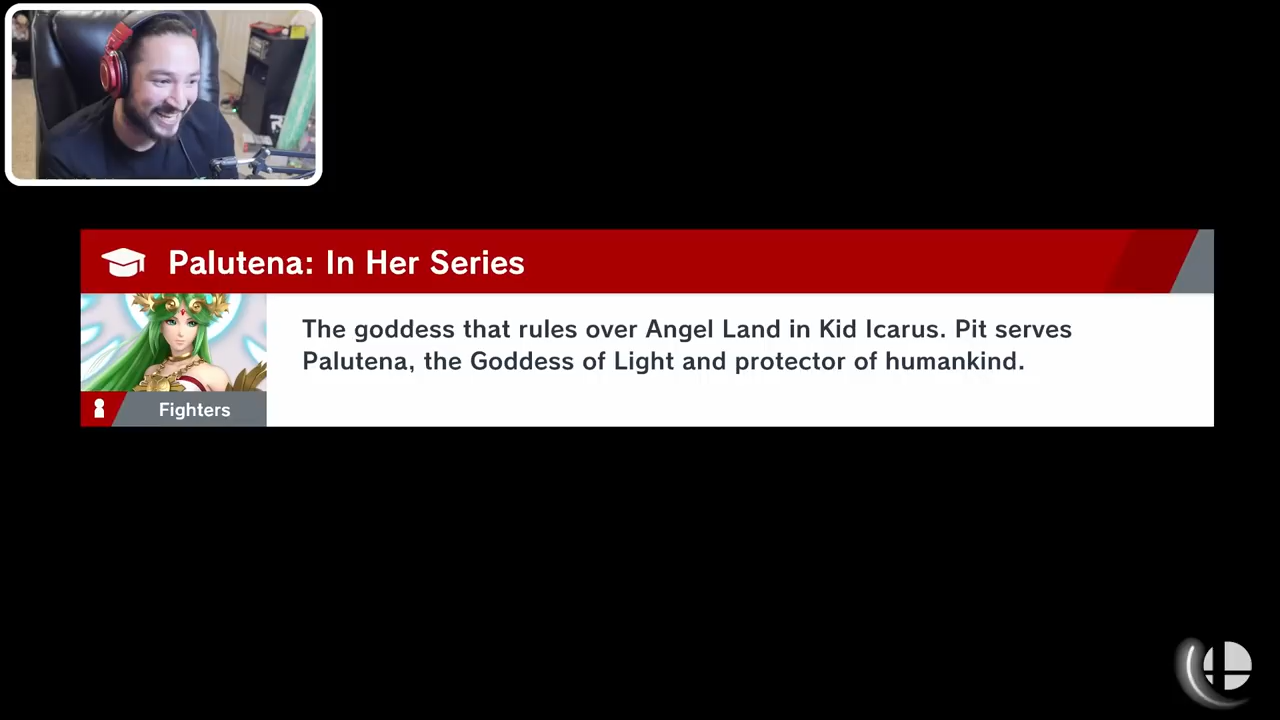 Palutena: In Her Series
The goddess that rules over Angel Land in Kid Icarus. Pit serves
Palutena, the Goddess of Light and protector of humankind.
Fighters